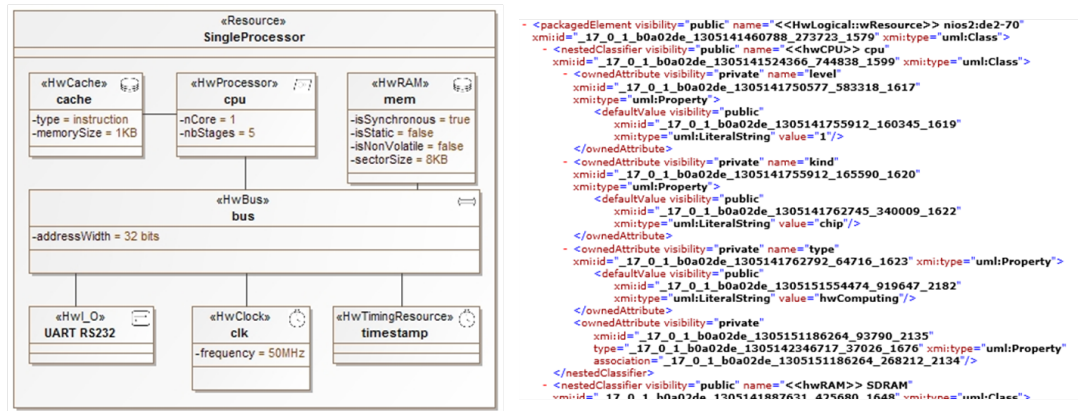 «Resource»
SingleProcessor
«HwCache»
cache
-type = instruction
-memorySize = 1KB
«HwProcessor»
cpu
-nCore = 1
-nbStages = 5
«HwRAM»
mem
-isSynchronous = true
-isStatic = false
-isNonVolatile = false
-sectorSize = 8KB
«HwBus»
bus
-addressWidth = 32 bits
«HwI_O»
UART RS232
«HwClock»
clk
-frequency = 50MHz
«HwTimingResource»
timestamp
- <packagedElement visibility="public" name="<<HwLogical::wResource>> nios2:de2-70"
xmi:id="_17_0_1_b0a02de_1305141460788_273723_1579" xmi:type="uml:Class">
- <nestedClassifier visibility="public" name="<<hwCPU>> cpu"
xmi:id="_17_0_1_b0a02de_1305141524366_744838_1599" xmi:type="uml:Class">
- <ownedAttribute visibility="private" name="level"
xmi:id="_17_0_1_b0a02de_1305141750577_583318_1617"
xmi:type="uml:Property">
<defaultValue visibility="public"
xmi:id="_17_0_1_b0a02de_1305141755912_160345_1619"
xmi:type="uml:LiteralString" value="1"/>
</ownedAttribute>
- <ownedAttribute visibility="private" name="kind"
xmi:id="_17_0_1_b0a02de_1305141755912_165590_1620"
xmi:type="uml:Property">
<defaultValue visibility="public"
xmi:id="_17_0_1_b0a02de_1305141762745_340009_1622"
xmi:type="uml:LiteralString" value="chip"/>
</ownedAttribute>
- <ownedAttribute visibility="private" name="type"
xmi:id="_17_0_1_b0a02de_1305141762792_64716_1623" xmi:type="uml:Property">
<defaultValue visibility="public"
xmi:id="_17_0_1_b0a02de_1305151554474_919647_2182"
xmi:type="uml:LiteralString" value="hwComputing"/>
</ownedAttribute>
<ownedAttribute visibility="private"
xmi:id="_17_0_1_b0a02de_1305151186264_93790_2135"
type="_17_0_1_b0a02de_1305142346717_37026_1676" xmi:type="uml:Property"
association="_17_0_1_b0a02de_1305151186264_268212_2134"/>
</nestedClassifier>
- <nestedClassifier visibility="public" name="<<hwRAM>> SDRAM
xmi:id="_17_0_1_b0a02de_1305141887631_425680_1648" xmi:type="uml:Class">